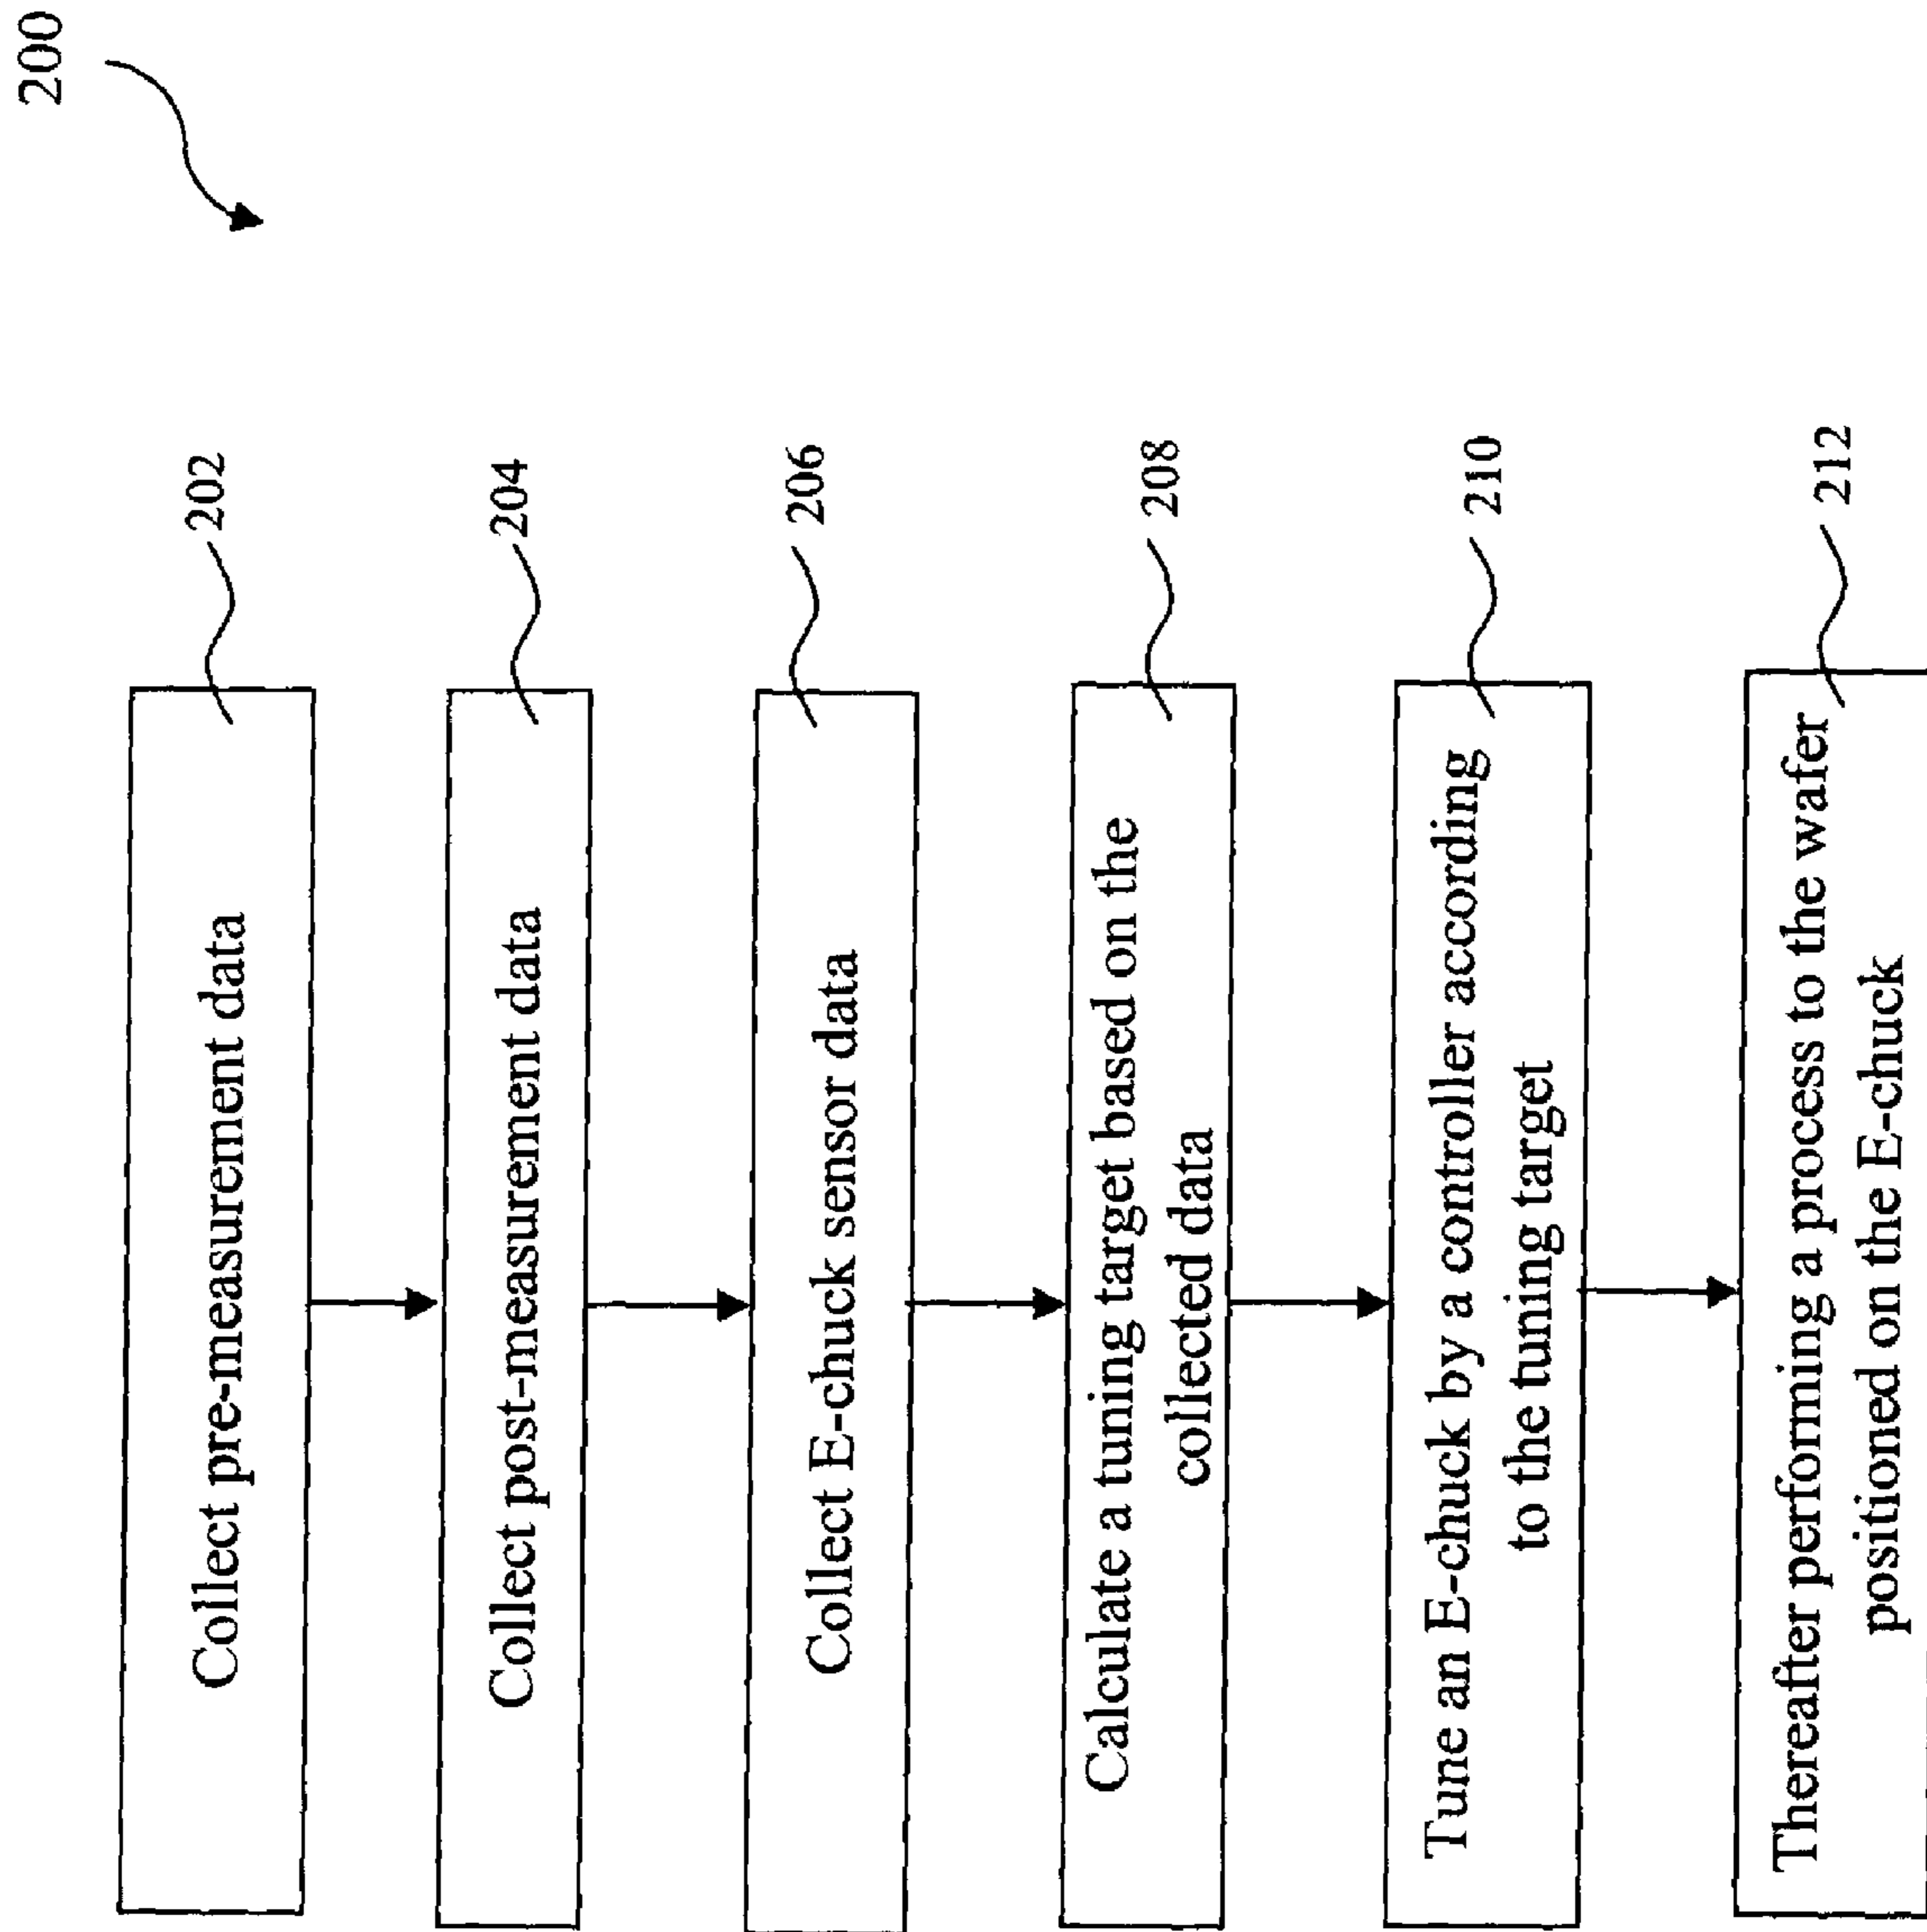 200
Collect pre-measurement data
202
Collect post-measurement data
204
Collect E-chuck sensor data
206
Calculate a tuning target based on the
collected data
208
Tune an E-chuck by a controller according
to the tuning target
210
Thereafter performing a process to the wafer
positioned on the E-chuck
212